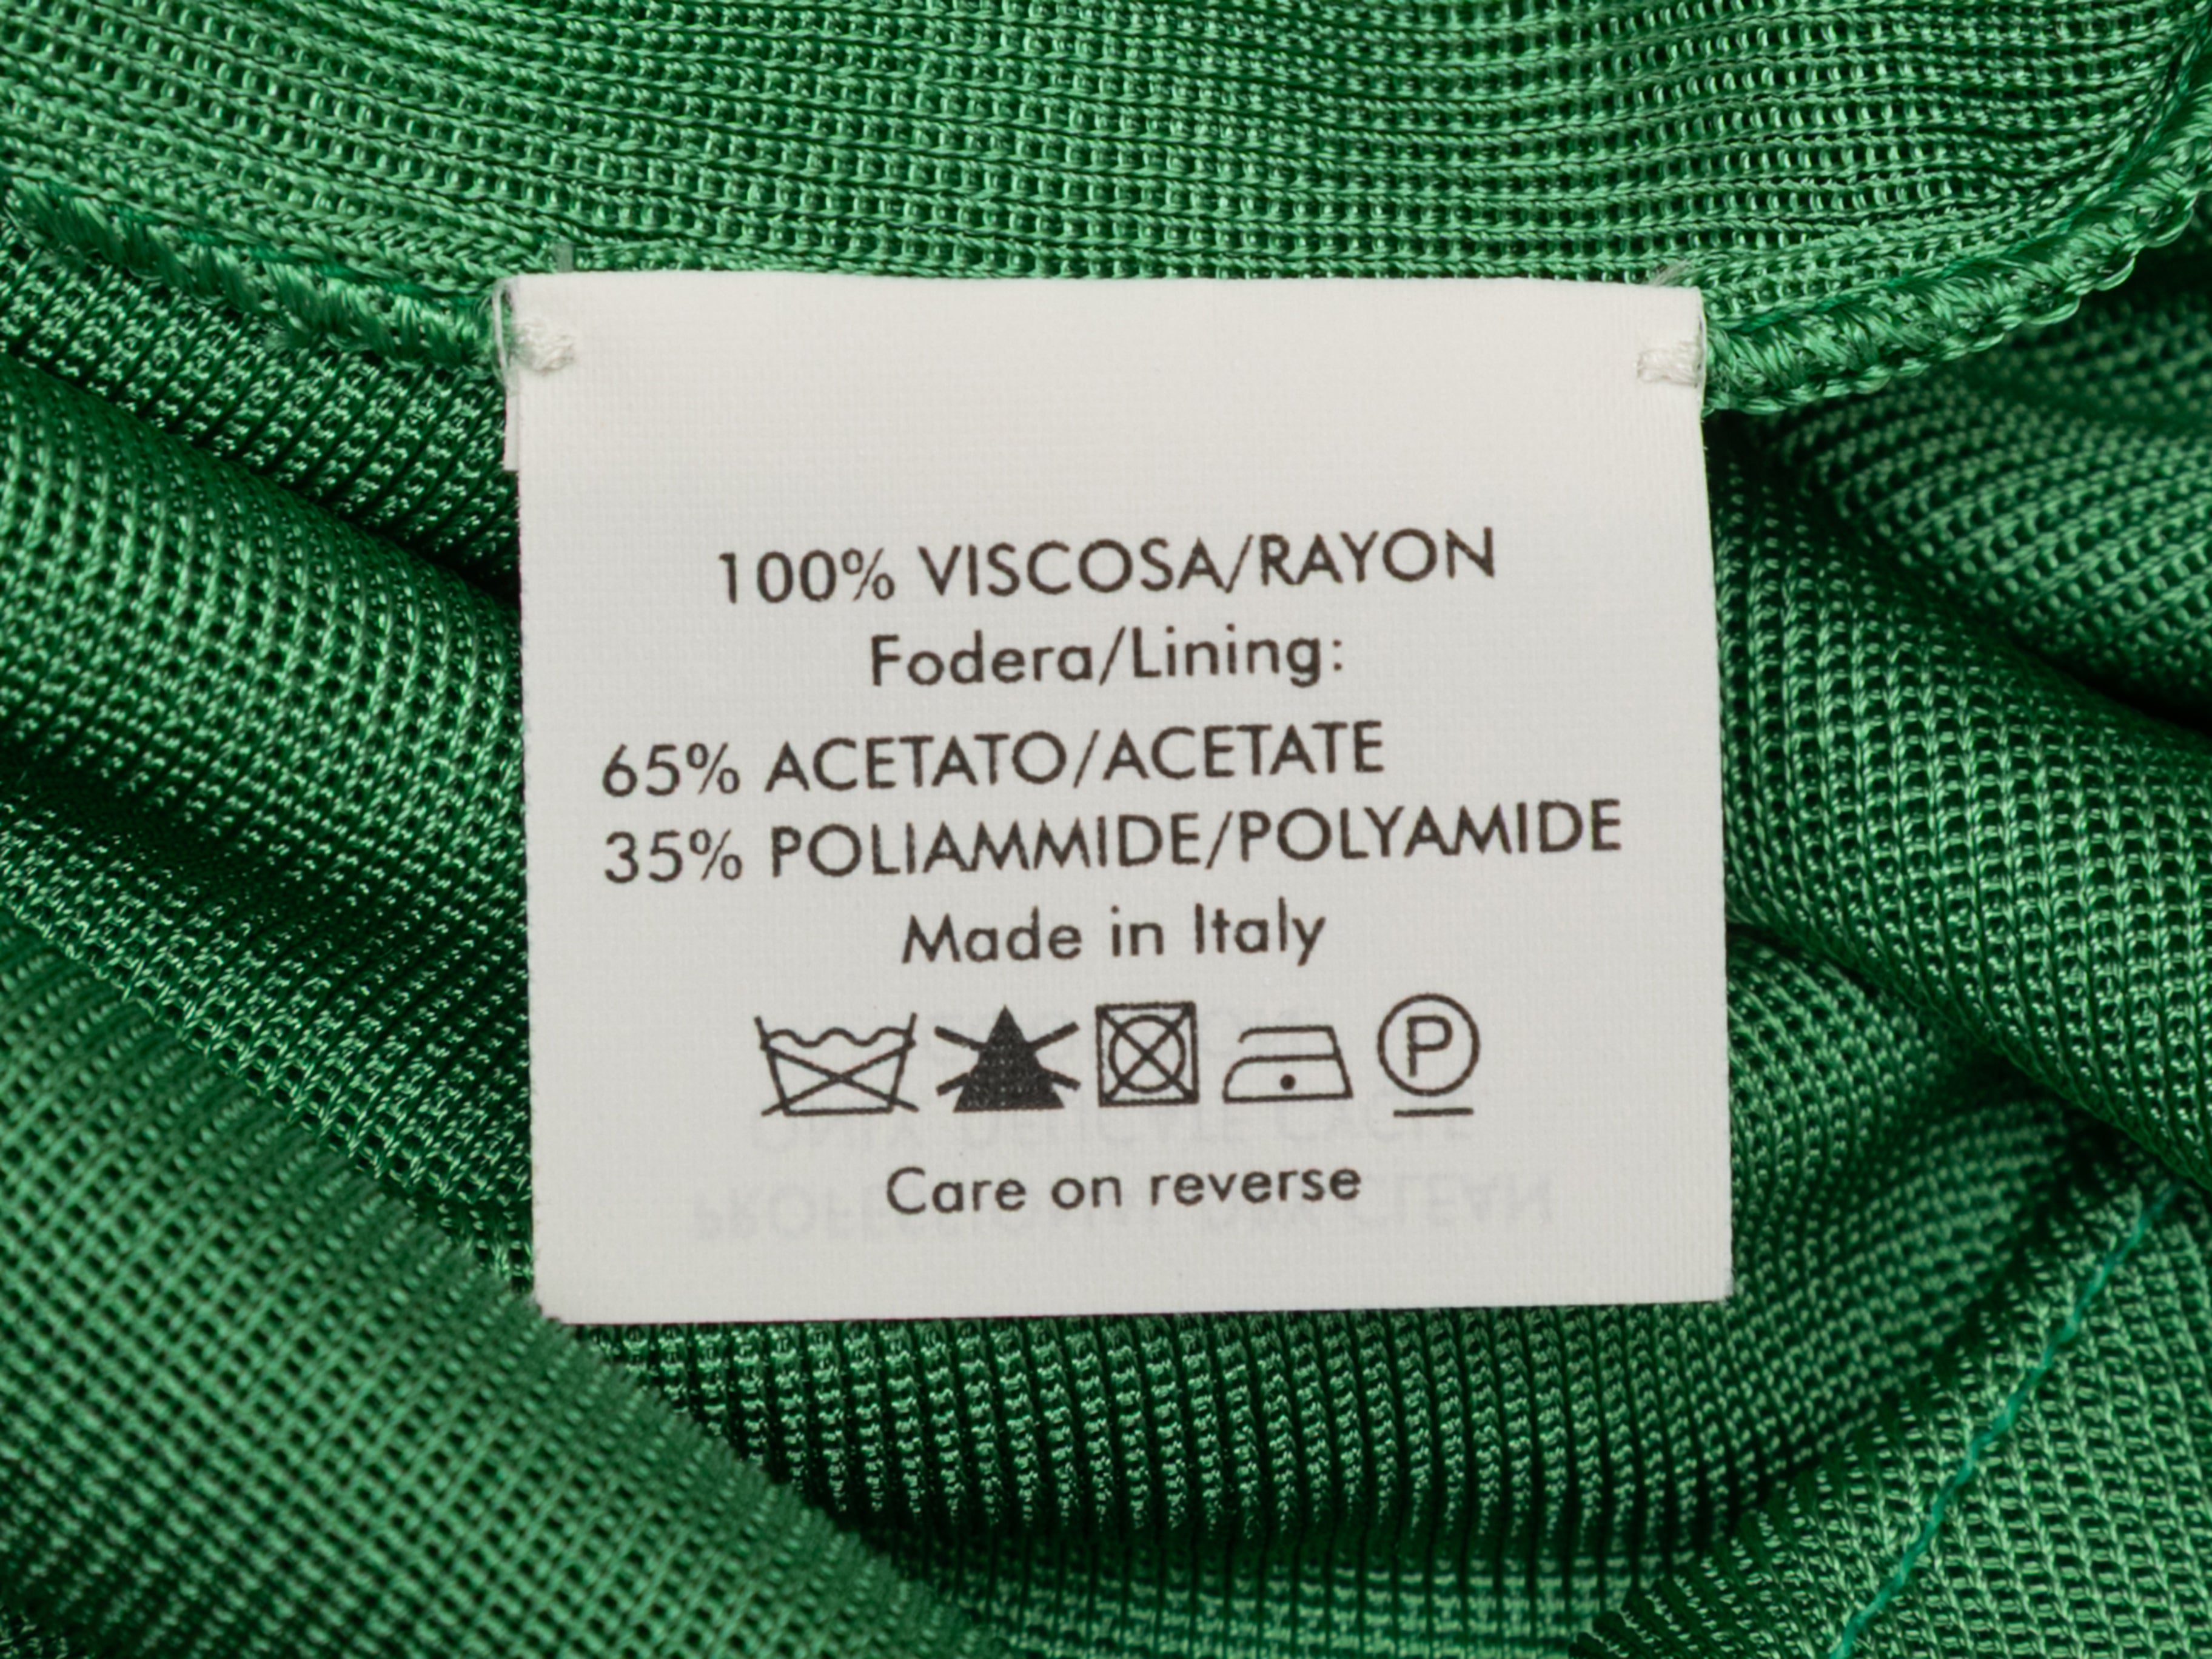 100% VISCOSA/RAYON
Fodera/Lining:
65% ACETATO/ACETATE
35% POLIAMMIDE/POLYAMIDE
Made in Italy
P
Care on reverse